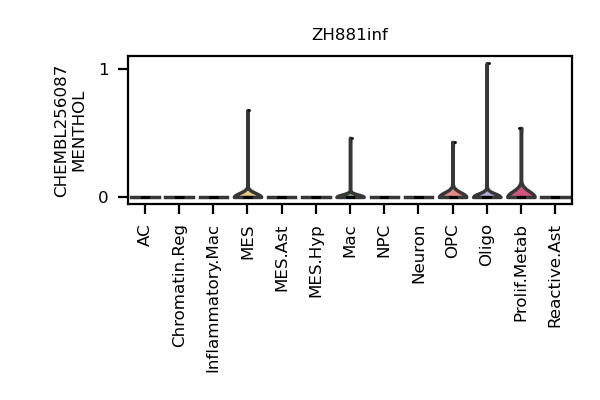 ZH881inf
CHEMBL256087
MENTHOL
1
0
AC
Chromatin.Reg
Inflammatory.Mac
MES
MES.Ast
MES.Hyp
Mac
NPC
Neuron
OPC
Oligo
Prolif.Metab
Reactive.Ast